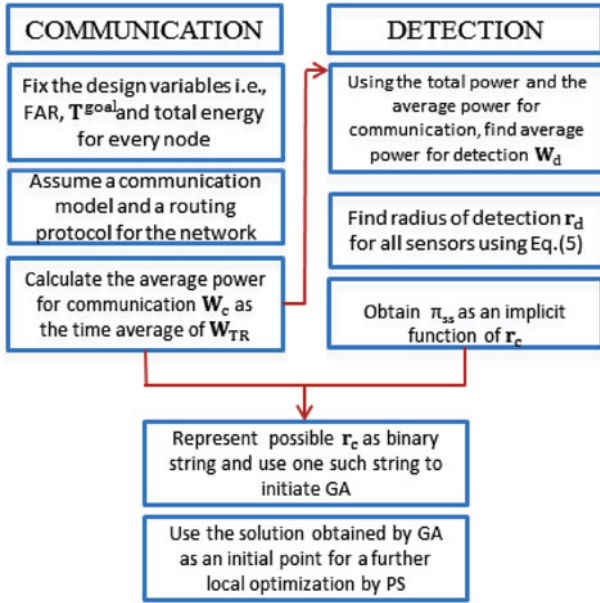 COMMUNICATION
Fix the design variables i.e.,
FAR, T^goal and total energy
for every node
Assume a communication
model and a routing
protocol for the network
Calculate the average power
for communication W_c as
the time average of W_TR
DETECTION
Using the total power and the
average power for
communication, find average
power for detection W_d
Find radius of detection r_d
for all sensors using Eq.(5)
Obtain π_ss as an implicit
function of r_c
Represent possible r_c as binary
string and use one such string to
initiate GA
Use the solution obtained by GA
as an initial point for a further
local optimization by PS